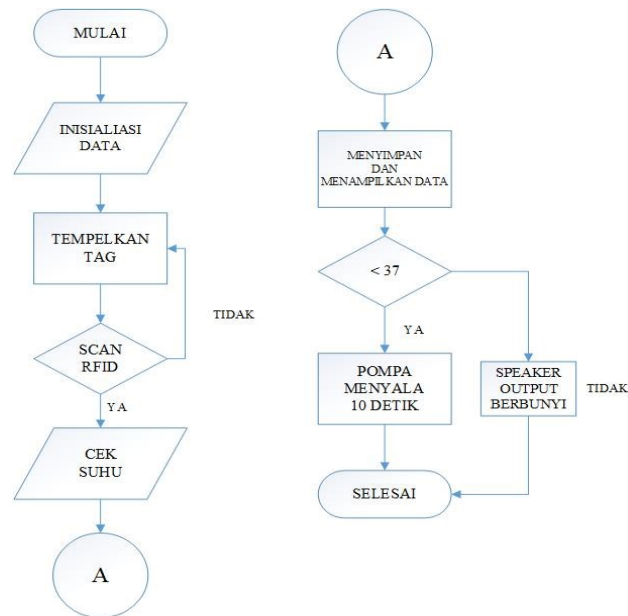 MULAI
INISIALIASI
DATA
TEMPELKAN
TAG
TIDAK
SCAN
RFID
YA
CEK
SUHU
A
A
MENYIMPAN
DAN
MENAMPILKAN DATA
< 37
YA
POMPA
MENYALA
10 DETIK
SPEAKER
OUTPUT
BERBUNYI
TIDAK
SELESAI